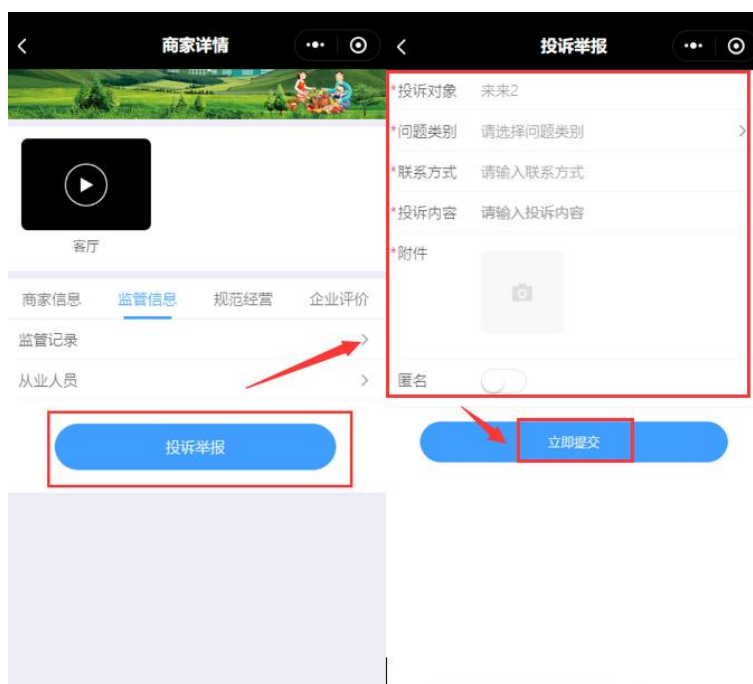 商家详情
客厅
商家信息 监管信息 规范经营 企业评价
监管记录
从业人员
投诉举报
投诉举报
*投诉对象 来来2
*问题类别 请选择问题类别
*联系方式 请输入联系方式
*投诉内容 请输入投诉内容
*附件
匿名
立即提交